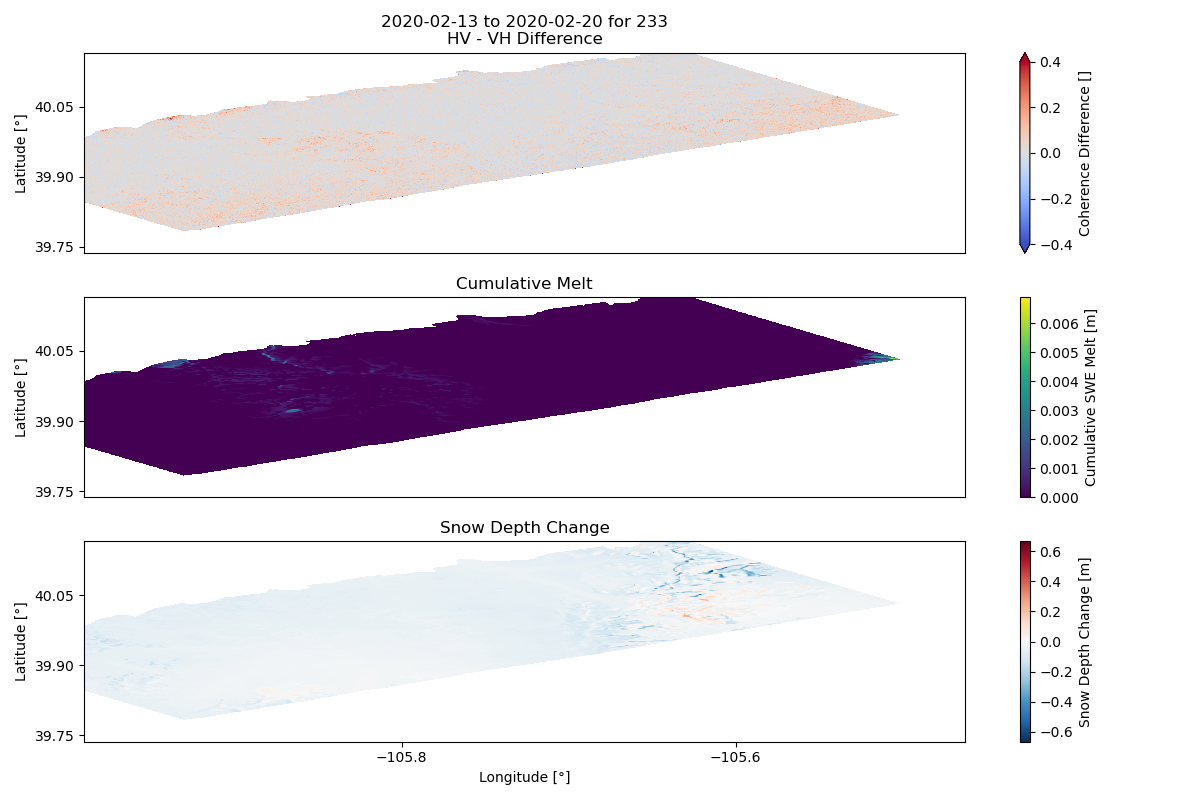 2020-02-13 to 2020-02-20 for 233
HV - VH Difference
Latitude [°]
40.05
39.90
39.75
0.4
0.2
0.0
−0.2
−0.4
Coherence Difference []
Cumulative Melt
Latitude [°]
40.05
39.90
39.75
0.006
0.005
0.004
0.003
0.002
0.001
0.000
Cumulative SWE Melt [m]
Snow Depth Change
Latitude [°]
40.05
39.90
39.75
−105.8
−105.6
Longitude [°]
0.6
0.4
0.2
0.0
−0.2
−0.4
−0.6
Snow Depth Change [m]